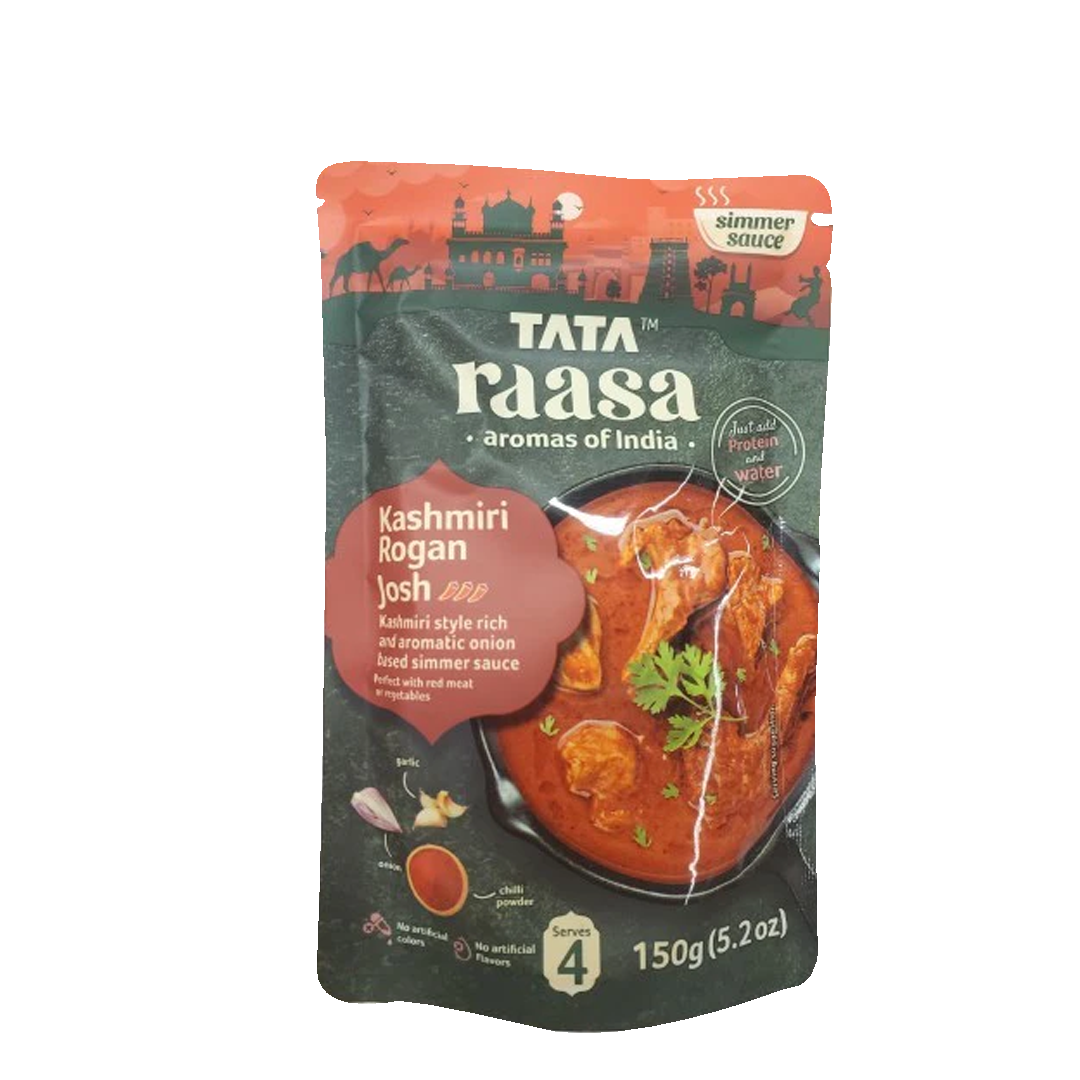 simmer
sauce
TATA™
raasa
• aromas of India •
Just add
Protein
and
water
Kashmiri
Rogan
Josh
Kashmiri style rich
and aromatic onion
based simmer sauce
Perfect with red meat
or vegetables
garlic
onion
chilli
powder
No artificial
colors
No artificial
Flavors
Serves
4
150g (5.2 oz)